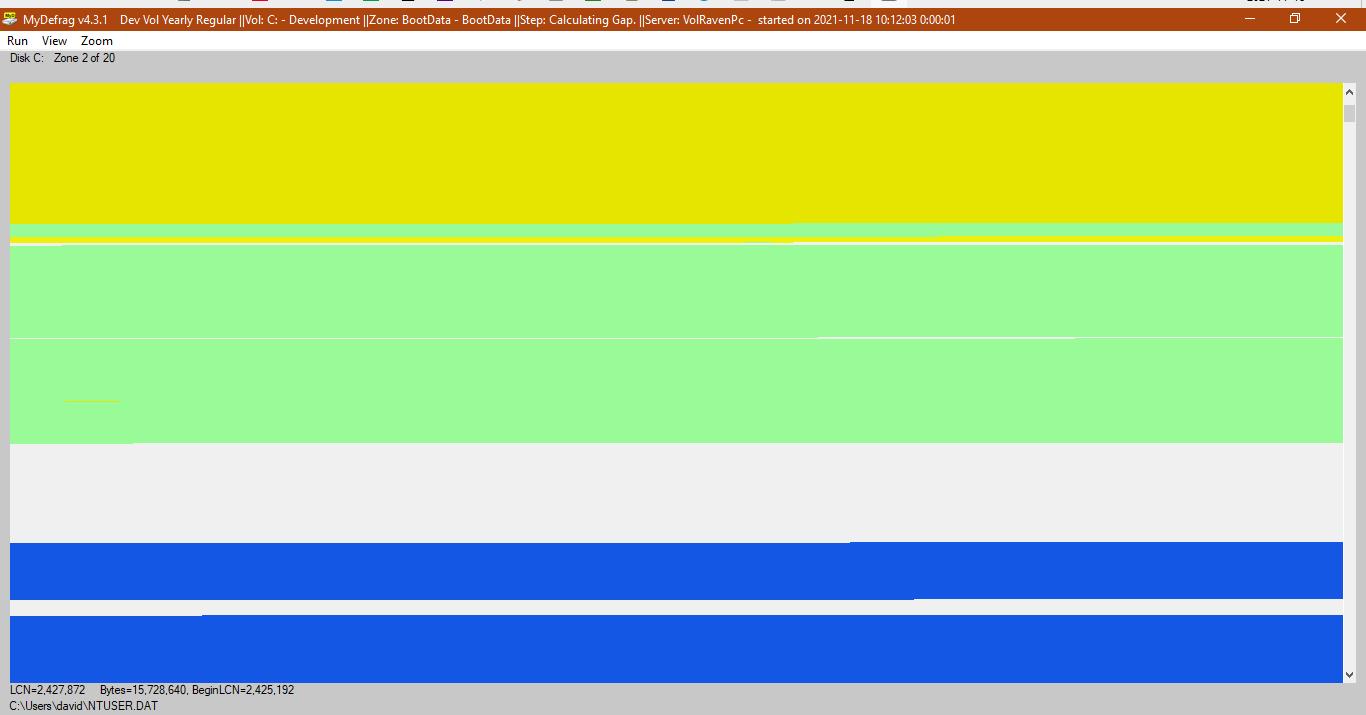 MyDefrag v4.3.1 Dev Vol Yearly Regular ||Vol: C: - Development ||Zone: BootData - BootData ||Step: Calculating Gap. ||Server: VolRavenPc - started on 2021-11-18 10:12:03 0:00:01
Run View Zoom
Disk C: Zone 2 of 20
LCN=2,427,872 Bytes=15,728,640, BeginLCN=2,425,192
C:\Users\david\NTUSER.DAT